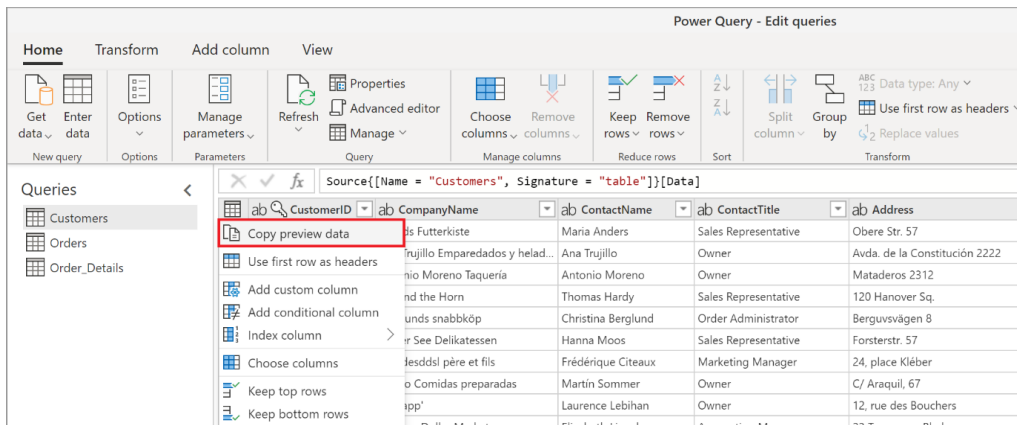 Power Query - Edit queries
Home Transform Add column View
Get data
Enter data
Options
Manage parameters
Refresh
Properties
Advanced editor
Manage
Choose columns
Remove columns
Keep rows
Remove rows
Split column
Group by
ABC 123 Data type: Any
Use first row as headers
Replace values
New query Options Parameters Query Manage columns Reduce rows Sort Transform
Queries
Customers
Orders
Order_Details
fx Source{[Name = "Customers", Signature = "table"]}[Data]
CustomerID CompanyName ContactName ContactTitle Address
Copy preview data
Use first row as headers
Add custom column
Add conditional column
Index column
Choose columns
Keep top rows
Keep bottom rows
Futterkiste Maria Anders Sales Representative Obere Str. 57
Trujillo Emparedados y helad... Ana Trujillo Owner Avda. de la Constitución 2222
Moreno Taquería Antonio Moreno Owner Mataderos 2312
the Horn Thomas Hardy Sales Representative 120 Hanover Sq.
snabbköp Christina Berglund Order Administrator Berguvsvägen 8
See Delikatessen Hanna Moos Sales Representative Forsterstr. 57
père et fils Frédérique Citeaux Marketing Manager 24, place Kléber
Comidas preparadas Martín Sommer Owner C/ Araquil, 67
app' Laurence Lebihan Owner 12, rue des Bouchers